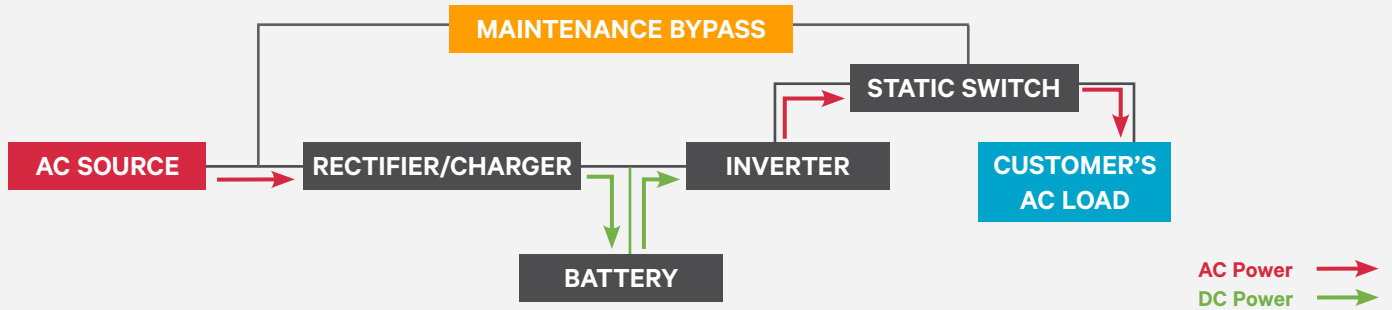 MAINTENANCE BYPASS
STATIC SWITCH
AC SOURCE
RECTIFIER/CHARGER
INVERTER
CUSTOMER'S
AC LOAD
BATTERY
AC Power
DC Power